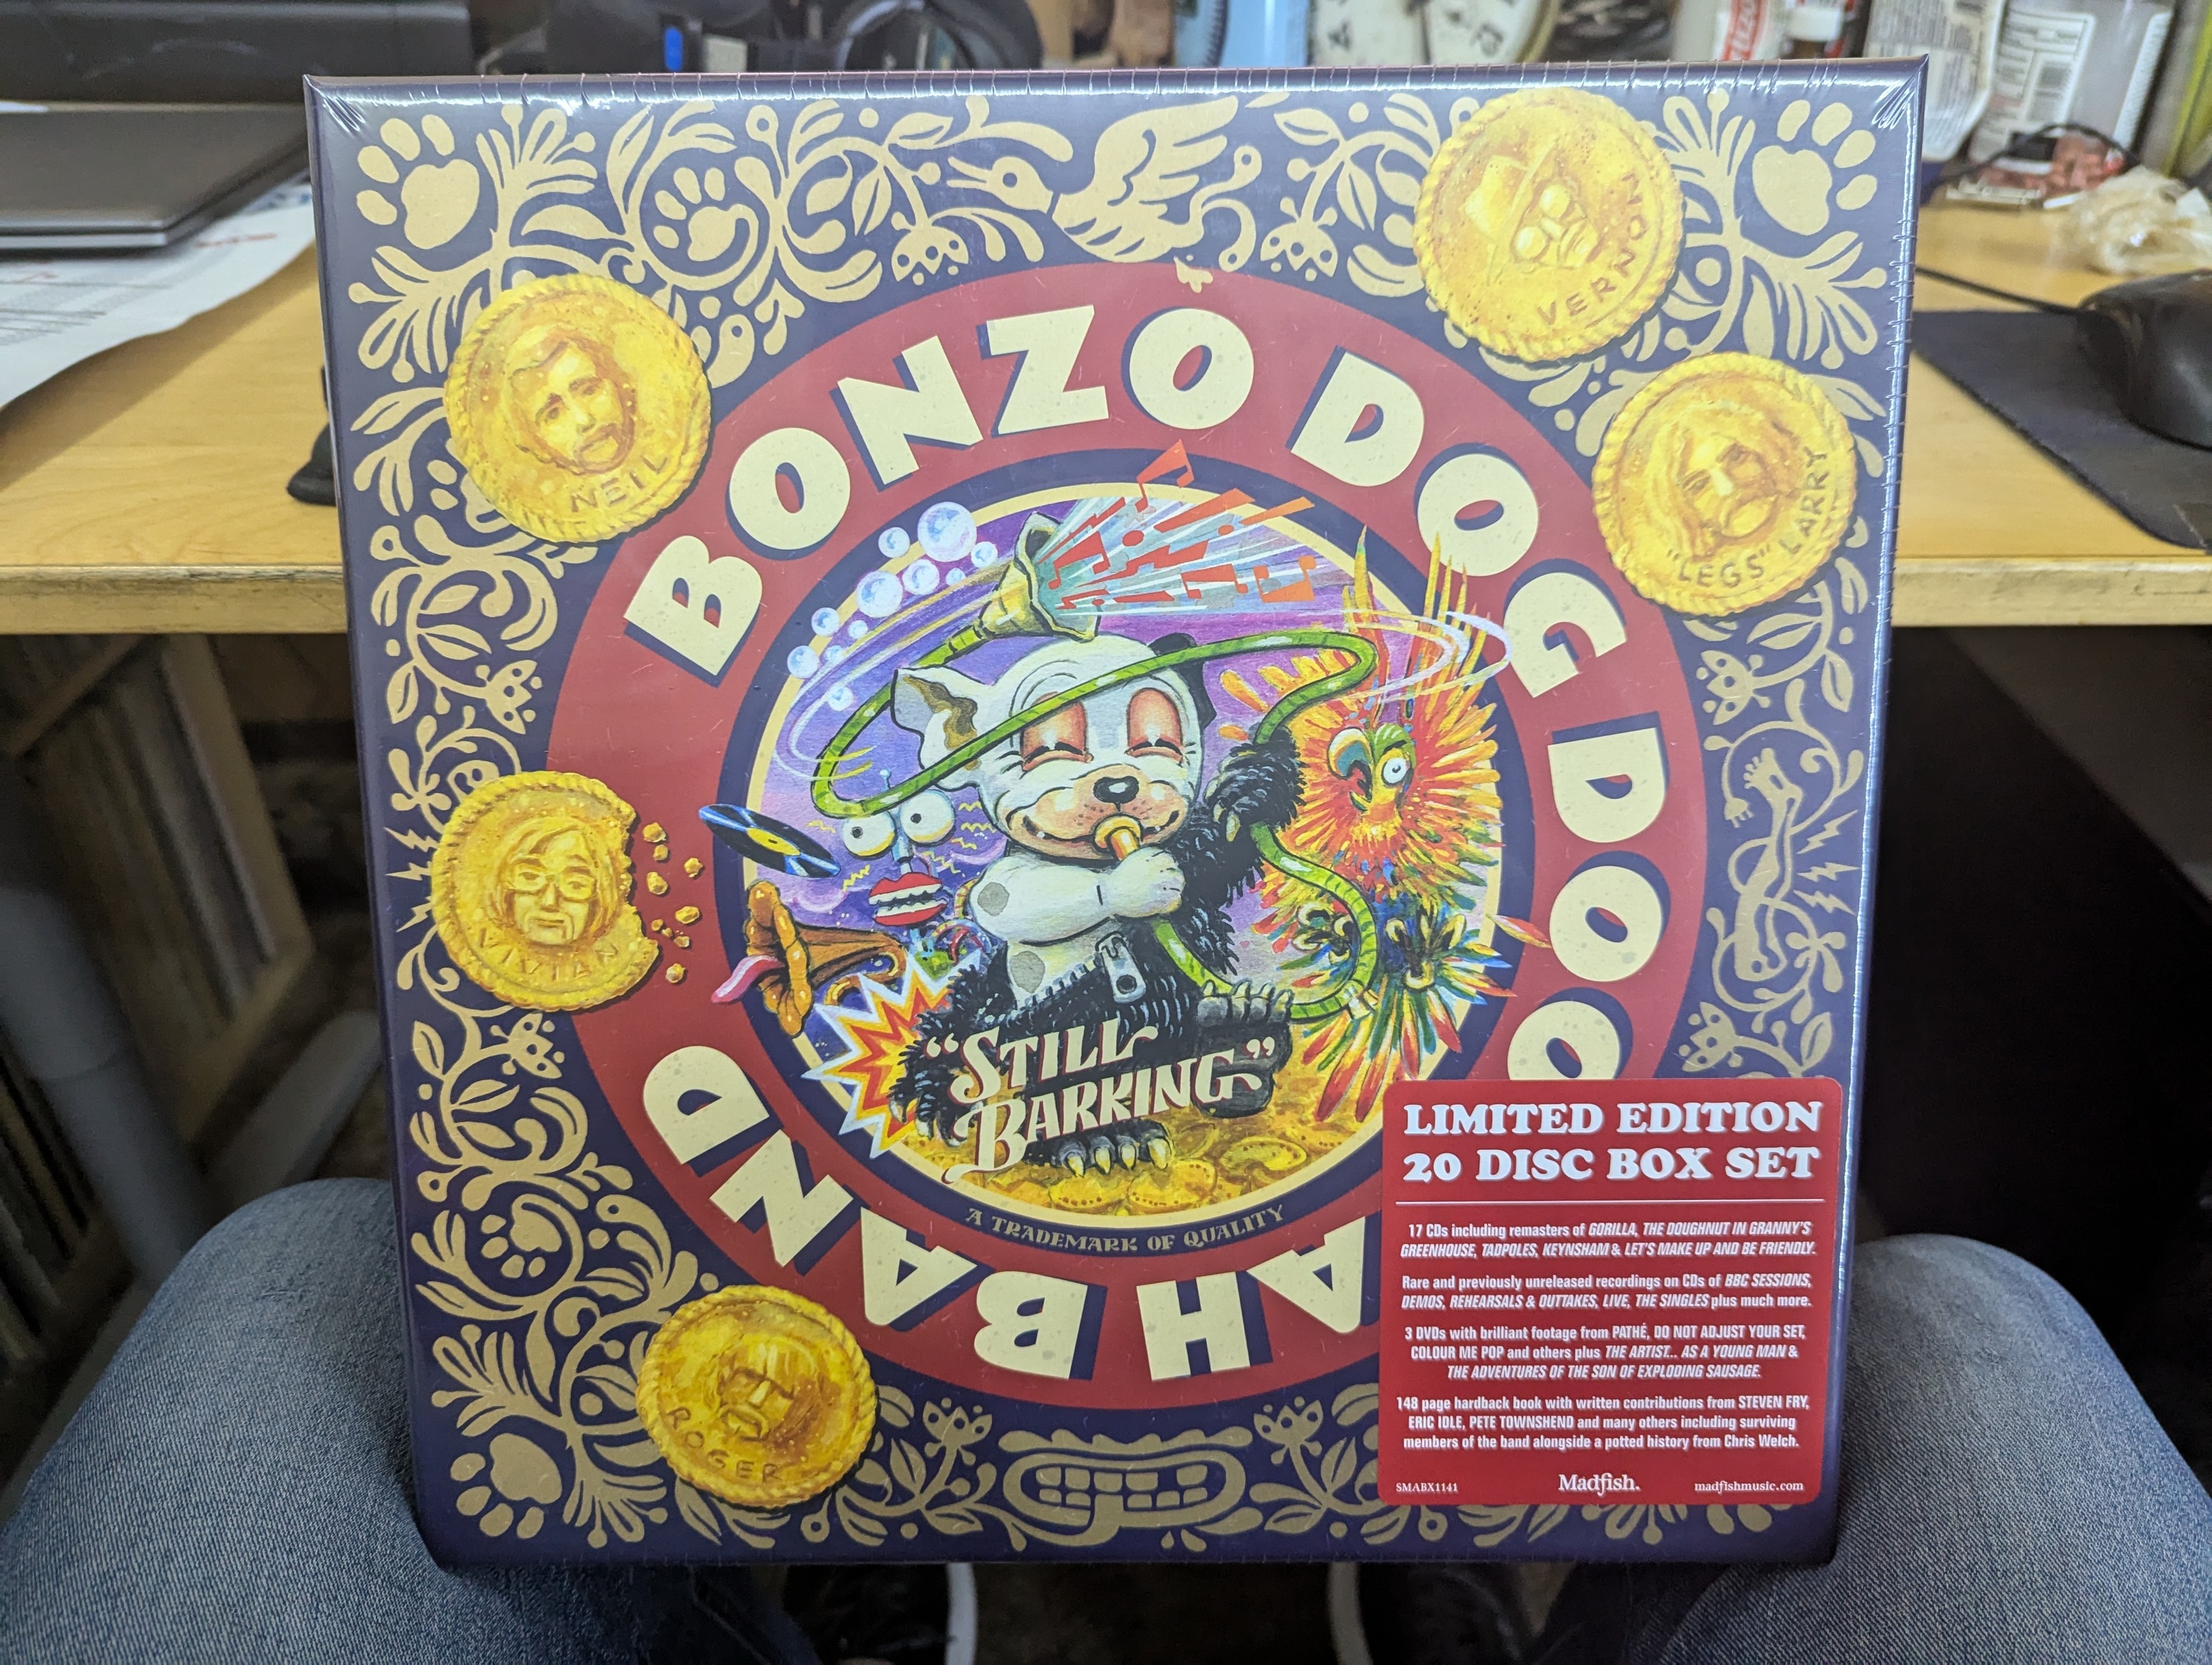 BONZO DOG DOO
AH BAND
NEIL
VERNON
"LEGS" LARRY
VIVIAN
ROGER
"STILL
BARKING"
A TRADEMARK OF QUALITY
LIMITED EDITION
20 DISC BOX SET
17 CDs including remasters of GORILLA, THE DOUGHNUT IN GRANNY'S
GREENHOUSE, TADPOLES, KEYNSHAM & LET'S MAKE UP AND BE FRIENDLY.
Rare and previously unreleased recordings on CDs of BBC SESSIONS,
DEMOS, REHEARSALS & OUTTAKES, LIVE, THE SINGLES plus much more.
3 DVDs with brilliant footage from PATHÉ, DO NOT ADJUST YOUR SET,
COLOUR ME POP and others plus THE ARTIST... AS A YOUNG MAN &
THE ADVENTURES OF THE SON OF EXPLODING SAUSAGE.
148 page hardback book with written contributions from STEVEN FRY,
ERIC IDLE, PETE TOWNSHEND and many others including surviving
members of the band alongside a potted history from Chris Welch.
SMABX1141
Madfish.
madfishmusic.com